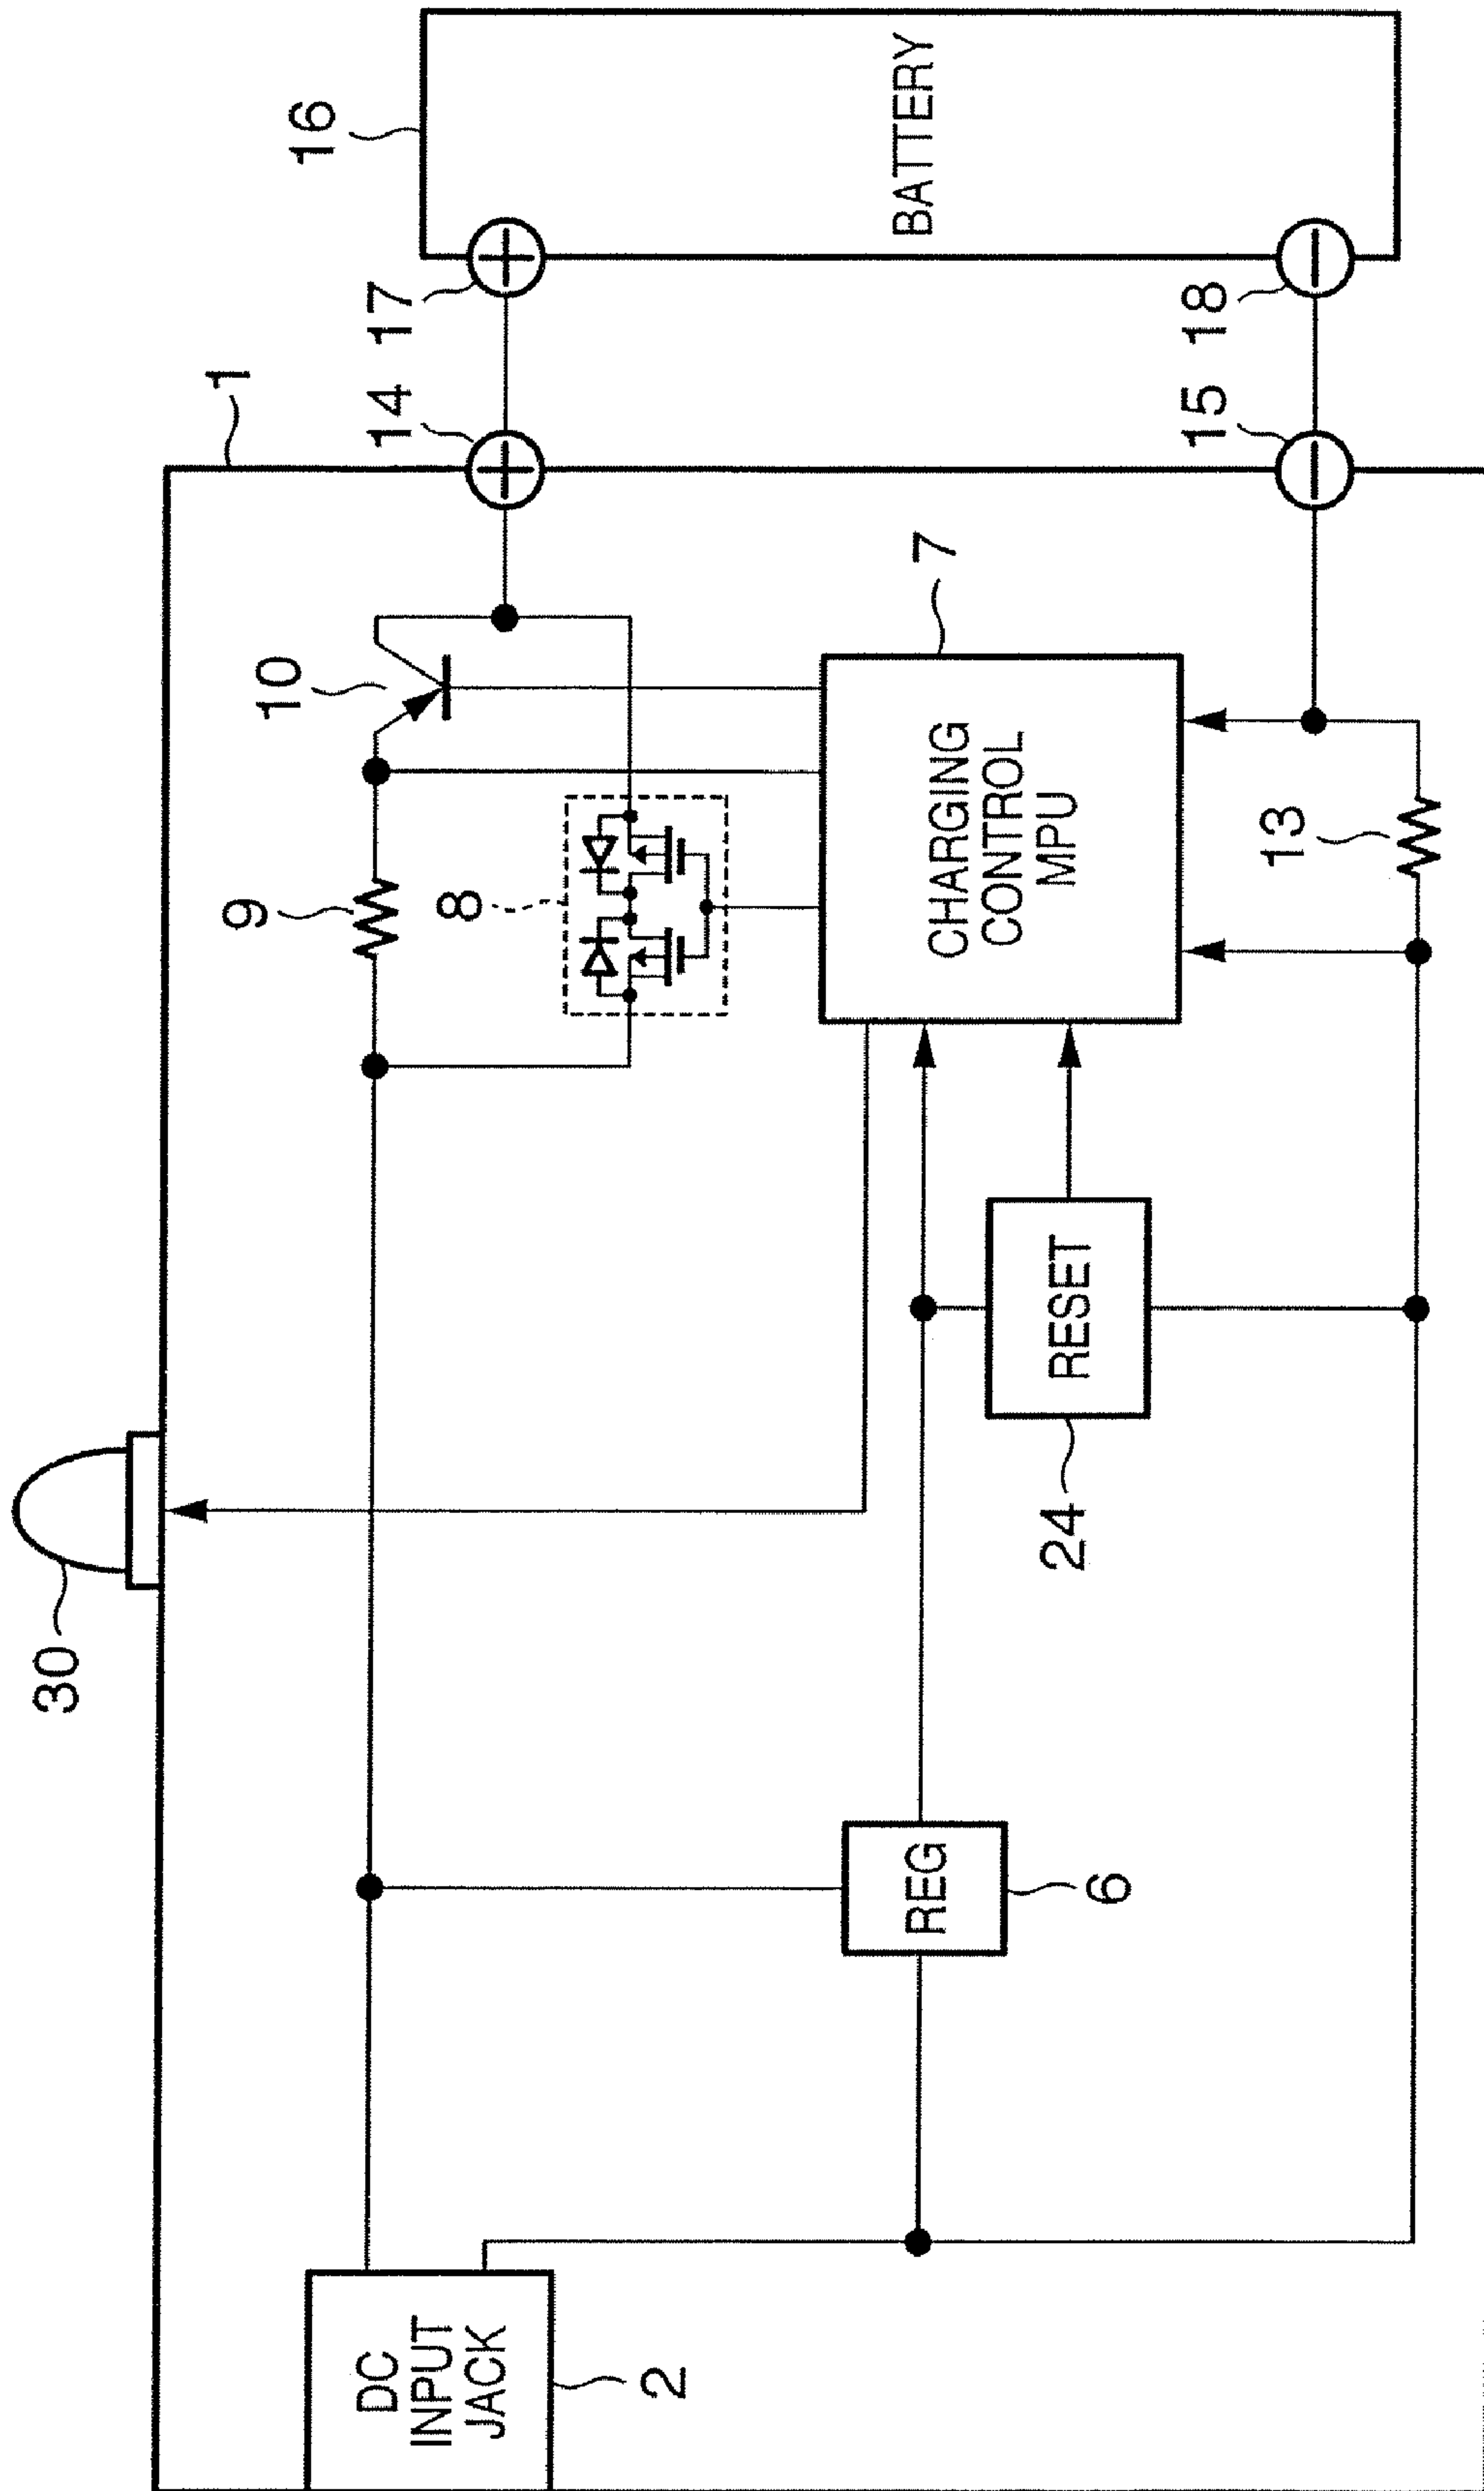 30
1
16
BATTERY
17
14
18
15
10
9
8
7
CHARGING
CONTROL
MPU
13
RESET
24
REG
6
DC
INPUT
JACK
2